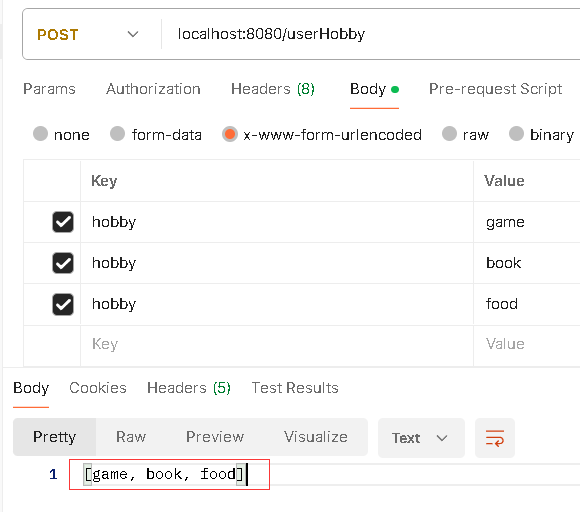 POST localhost:8080/userHobby
Params Authorization Headers (8) Body Pre-request Script
none form-data x-www-form-urlencoded raw binary
Key Value
hobby game
hobby book
hobby food
Key Value
Body Cookies Headers (5) Test Results
Pretty Raw Preview Visualize Text
1 [game, book, food]